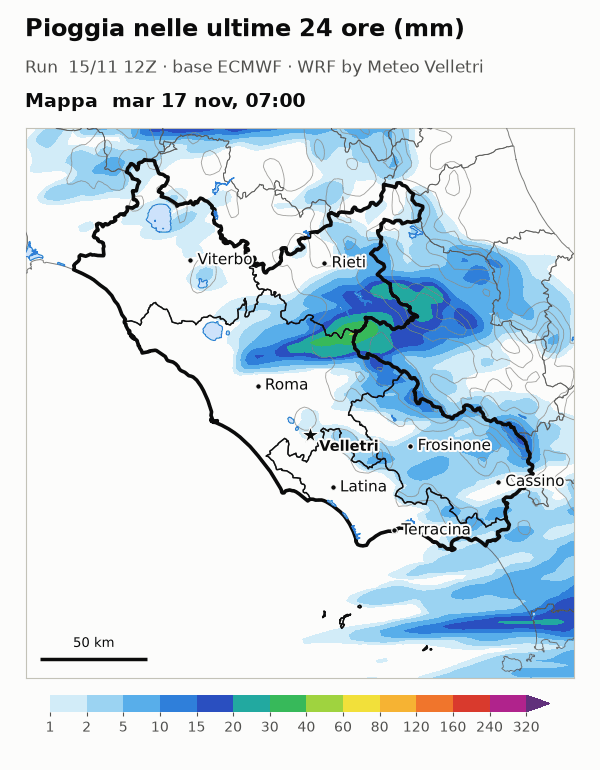 Pioggia nelle ultime 24 ore (mm)
Run  15/11 12Z · base ECMWF · WRF by Meteo Velletri
Mappa  mar 17 nov, 07:00
Viterbo
Rieti
Roma
Velletri
Frosinone
Latina
Cassino
Terracina
50 km
1 2 5 10 15 20 30 40 60 80 120 160 240 320